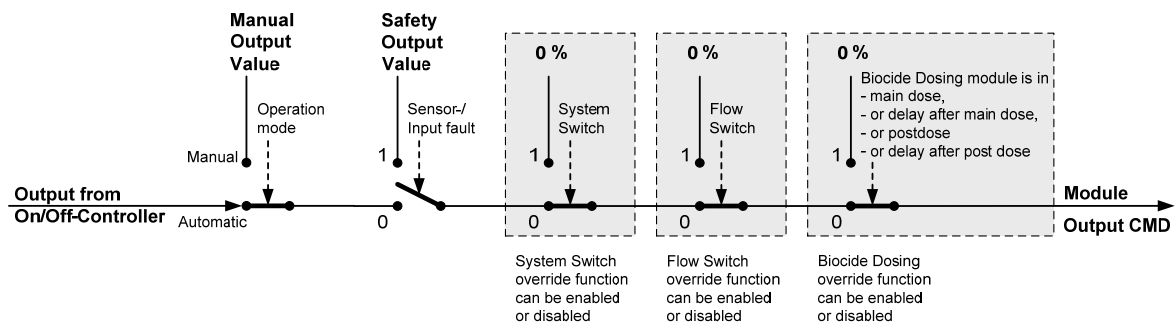 Manual
Output
Value
Safety
Output
Value
0 %
0 %
0 %
Operation
mode
Sensor-/
Input fault
System
Switch
Flow
Switch
Biocide Dosing module is in
- main dose,
- or delay after main dose,
- or postdose
- or delay after post dose
Manual
1
1
1
1
Output from
On/Off-Controller
Automatic
0
0
0
0
Module
Output CMD
System Switch
override function
can be enabled
or disabled
Flow Switch
override function
can be enabled
or disabled
Biocide Dosing
override function
can be enabled
or disabled